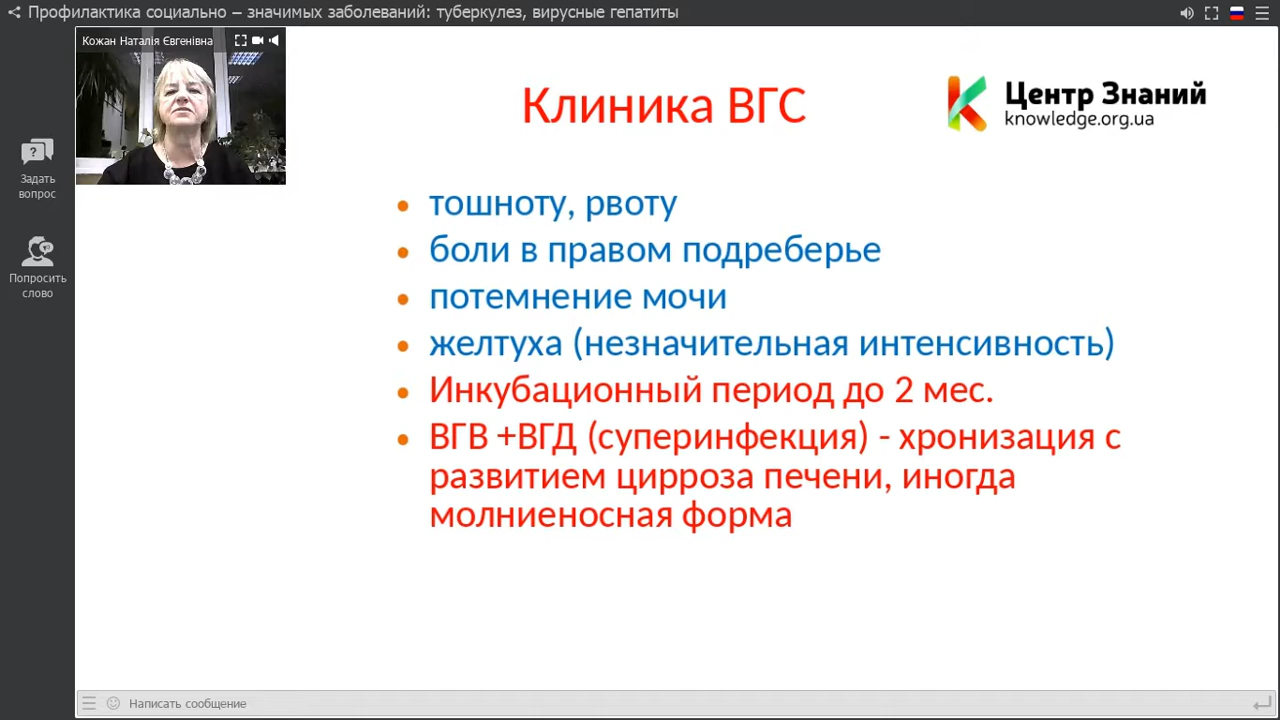 Профилактика социально – значимых заболеваний: туберкулез, вирусные гепатиты
Кожан Наталія Євгенівна
Задать
вопрос
Попросить
слово
Клиника ВГС
Центр Знаний
knowledge.org.ua
• тошноту, рвоту
• боли в правом подреберье
• потемнение мочи
• желтуха (незначительная интенсивность)
• Инкубационный период до 2 мес.
• ВГВ +ВГД (суперинфекция) - хронизация с
развитием цирроза печени, иногда
молниеносная форма
Написать сообщение